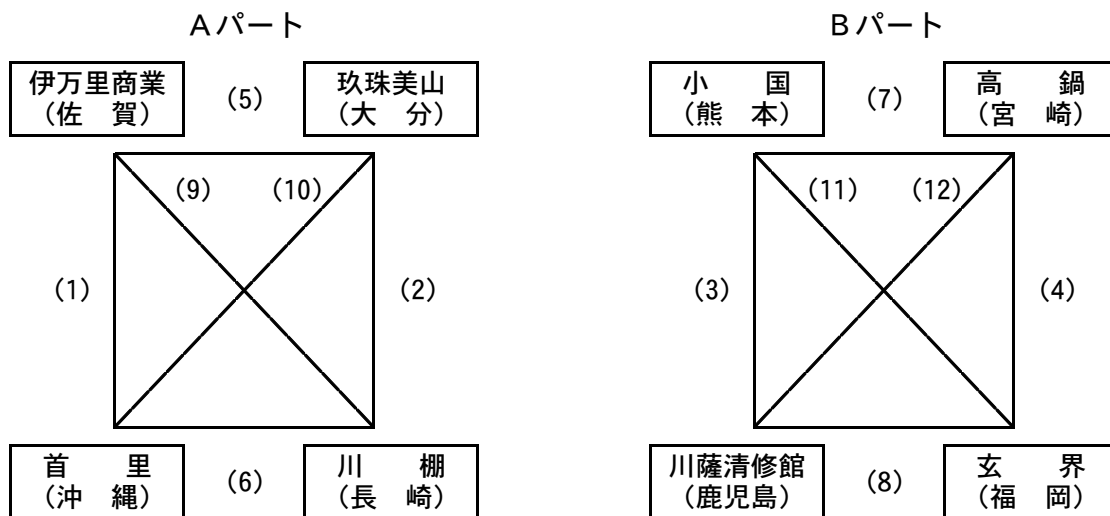 Aパート
Bパート
伊万里商業
（佐　賀）
(5)
玖珠美山
（大　分）
小　　国
（熊　本）
(7)
高　　鍋
（宮　崎）
(9)
(10)
(11)
(12)
(1)
(2)
(3)
(4)
首　　里
（沖　縄）
(6)
川　　棚
（長　崎）
川薩清修館
（鹿児島）
(8)
玄　　界
（福　岡）